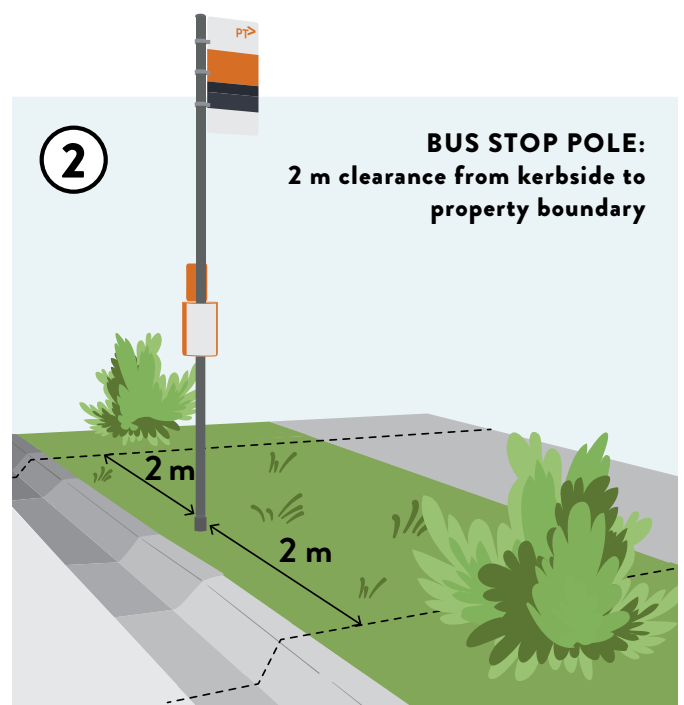 PT>
2
BUS STOP POLE:
2 m clearance from kerbside to
property boundary
2 m
2 m